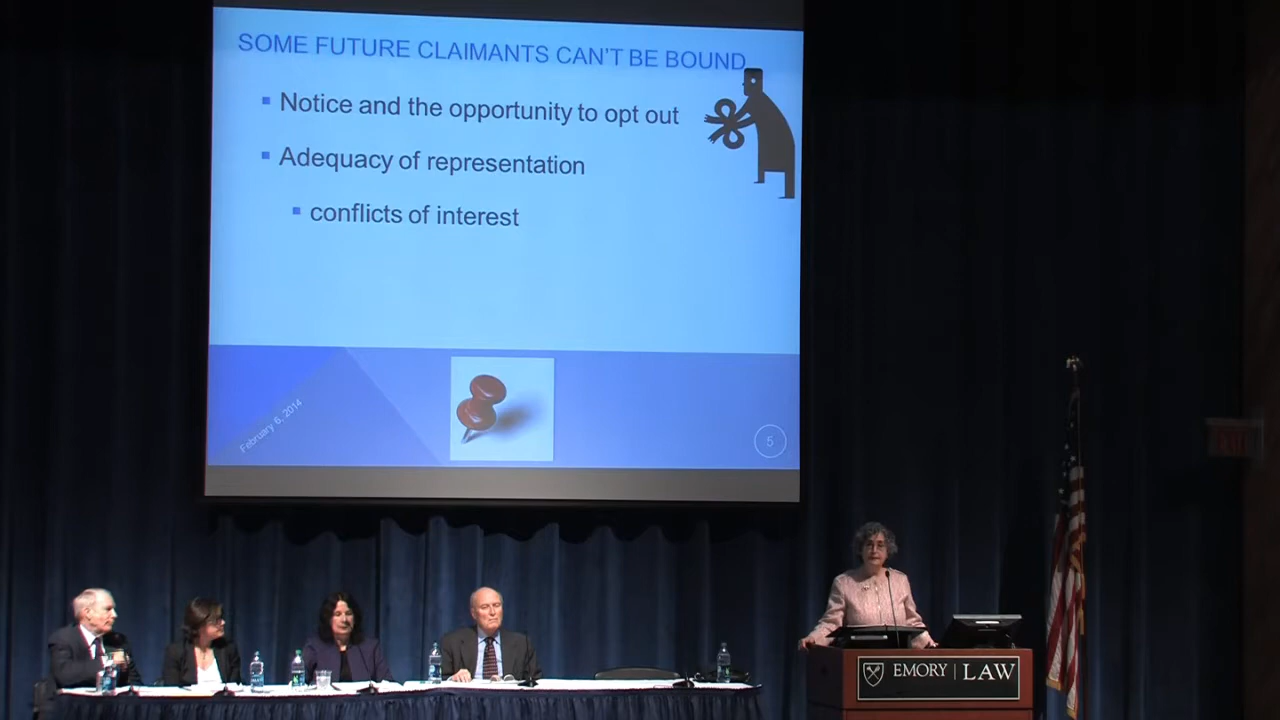 SOME FUTURE CLAIMANTS CAN'T BE BOUND
Notice and the opportunity to opt out
Adequacy of representation
conflicts of interest
February 6, 2014
5
EMORY | LAW
EXIT